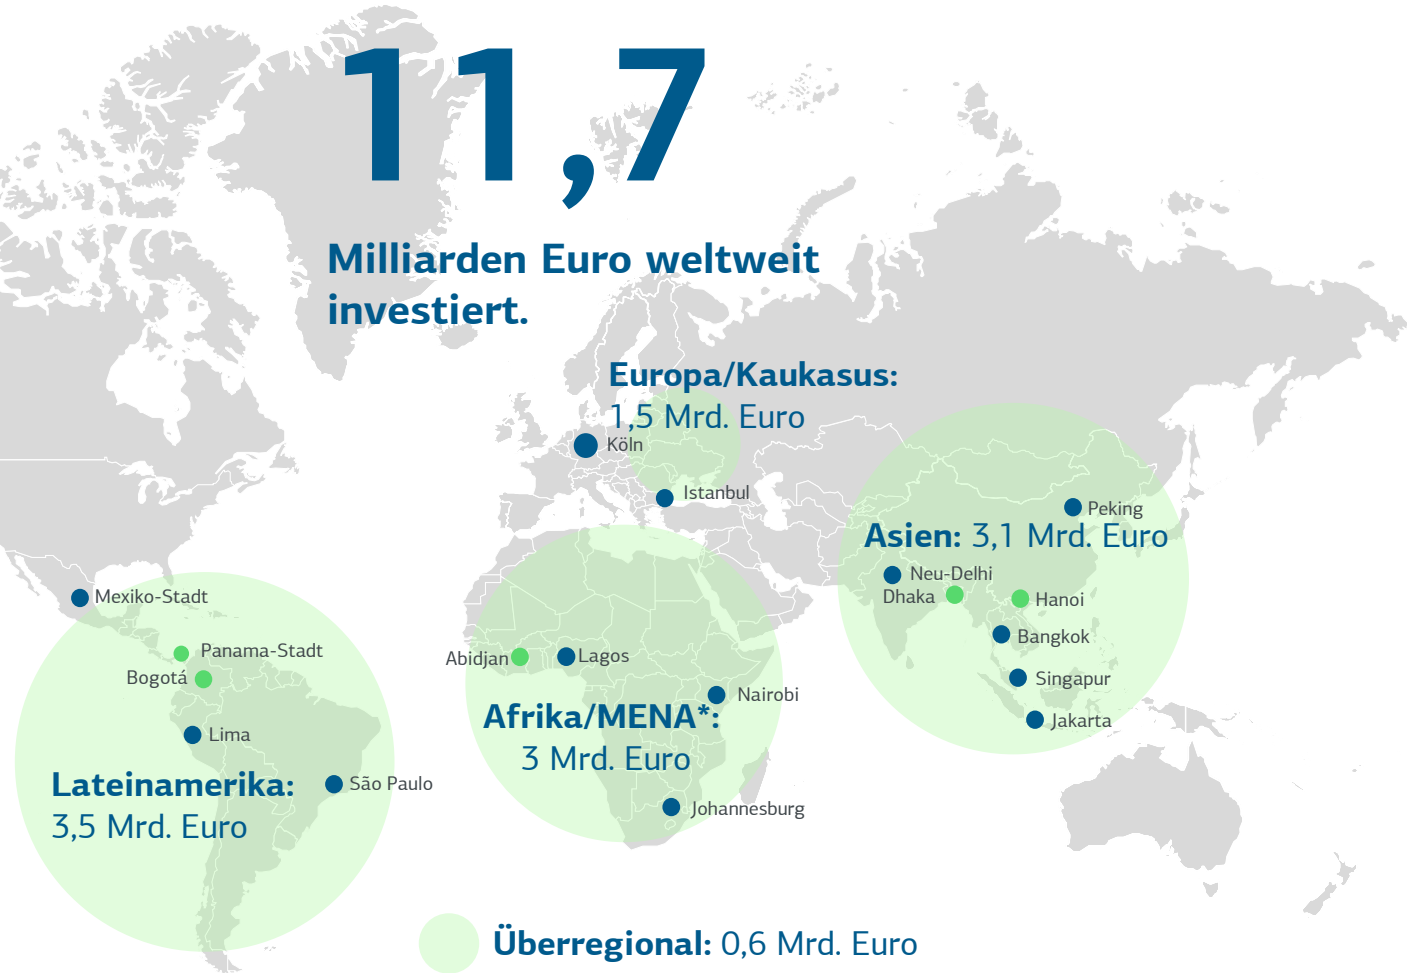 11,7
Milliarden Euro weltweit
investiert.
Europa/Kaukasus:
1,5 Mrd. Euro
Köln
Istanbul
Peking
Asien: 3,1 Mrd. Euro
Neu-Delhi
Dhaka
Hanoi
Bangkok
Singapur
Jakarta
Mexiko-Stadt
Panama-Stadt
Bogotá
Lima
Lateinamerika:
3,5 Mrd. Euro
São Paulo
Abidjan
Lagos
Nairobi
Afrika/MENA*:
3 Mrd. Euro
Johannesburg
Überregional: 0,6 Mrd. Euro